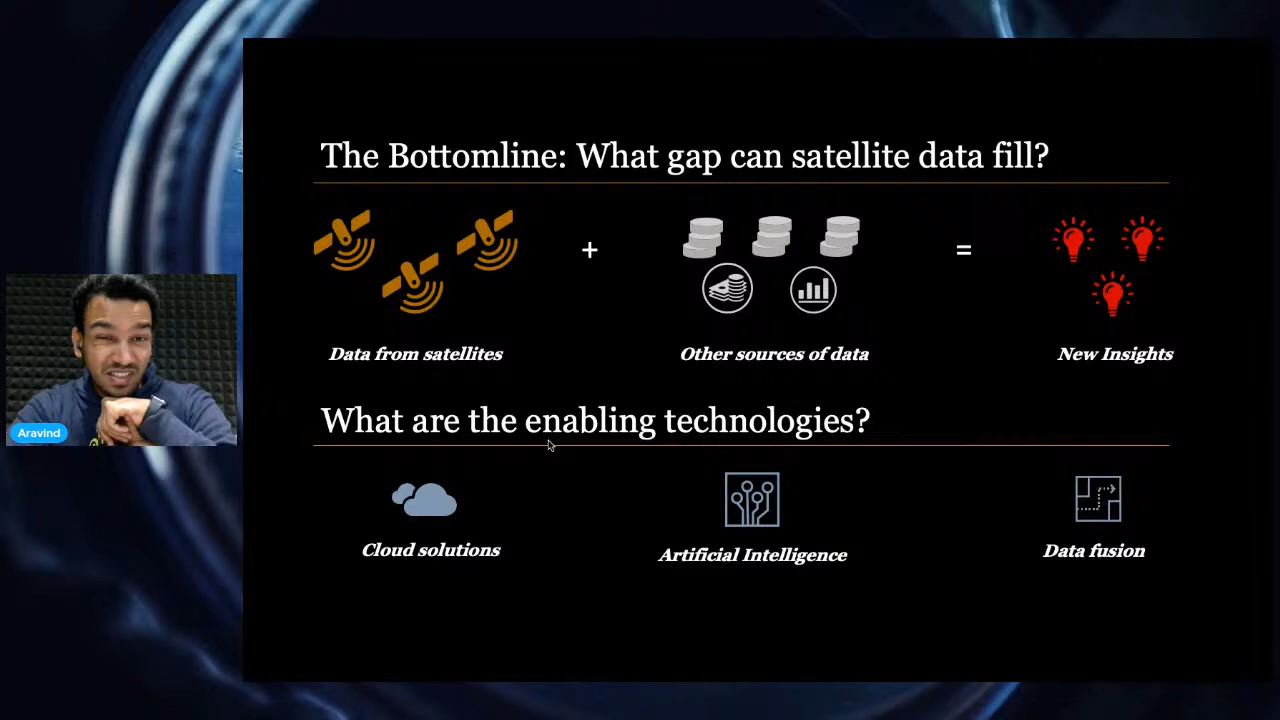 The Bottomline: What gap can satellite data fill?
+
=
Data from satellites
Other sources of data
New Insights
What are the enabling technologies?
Cloud solutions
Artificial Intelligence
Data fusion
Aravind